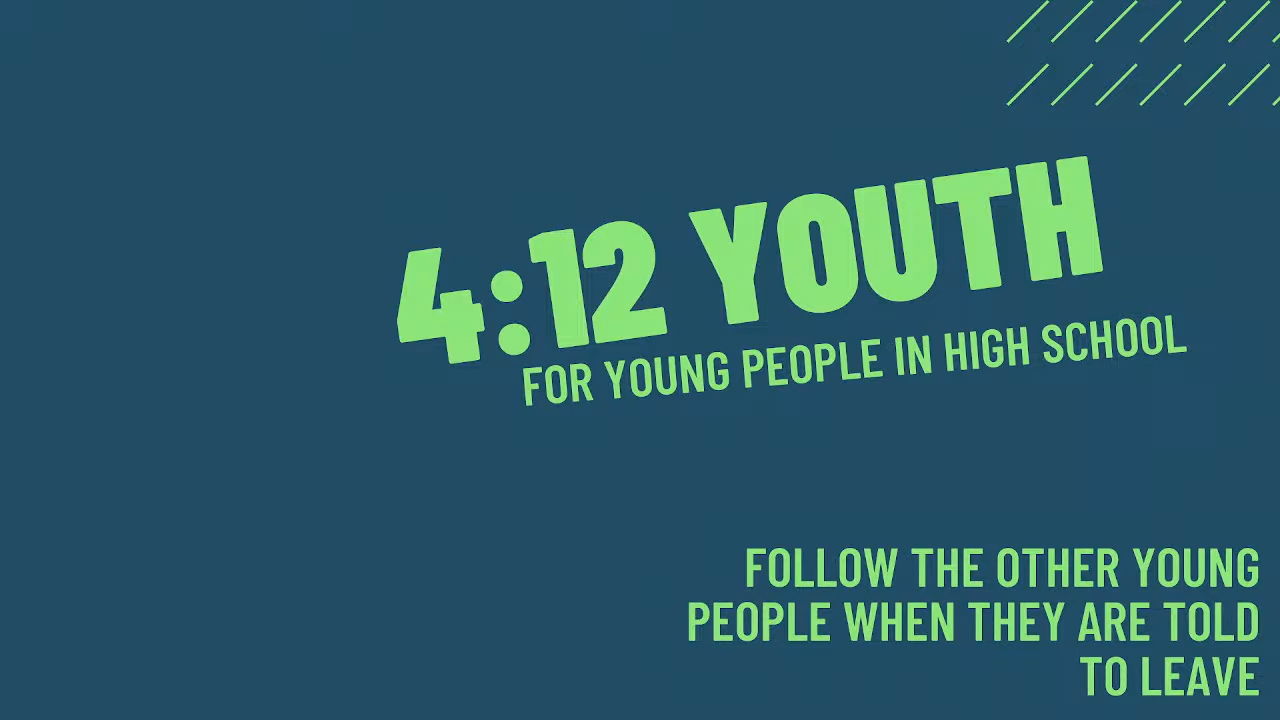 4:12 YOUTH
FOR YOUNG PEOPLE IN HIGH SCHOOL
FOLLOW THE OTHER YOUNG
PEOPLE WHEN THEY ARE TOLD
TO LEAVE